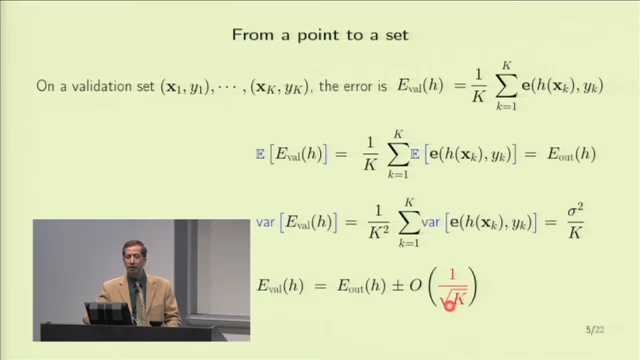 From a point to a set
On a validation set (x₁, y₁), ⋯ , (x_K, y_K), the error is E_val(h) = 1/K ∑_{k=1}^{K} e(h(x_k), y_k)
𝔼 [E_val(h)] = 1/K ∑_{k=1}^{K} 𝔼 [e(h(x_k), y_k)] = E_out(h)
var [E_val(h)] = 1/K² ∑_{k=1}^{K} var [e(h(x_k), y_k)] = σ²/K
E_val(h) = E_out(h) ± O (1/√K)
5/22